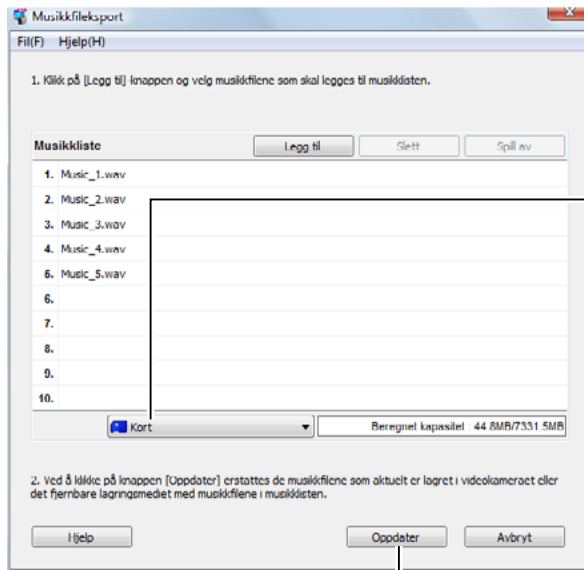 Musikkfileksport
Fil(F) Hjelp(H)
1. Klikk på [Legg til]-knappen og velg musikkfilene som skal legges til musikklisten.
Musikkliste Legg til Slett Spill av
1. Music_1.wav
2. Music_2.wav
3. Music_3.wav
4. Music_4.wav
5. Music_5.wav
6.
7.
8.
9.
10.
Kort Beregnet kapasitet : 44.8MB/7331.5MB
2. Ved å klikke på knappen [Oppdater] erstattes de musikkfilene som aktuelt er lagret i videokameraet eller
det fjernbare lagringsmediet med musikkfilene i musikklisten.
Hjelp Oppdater Avbryt